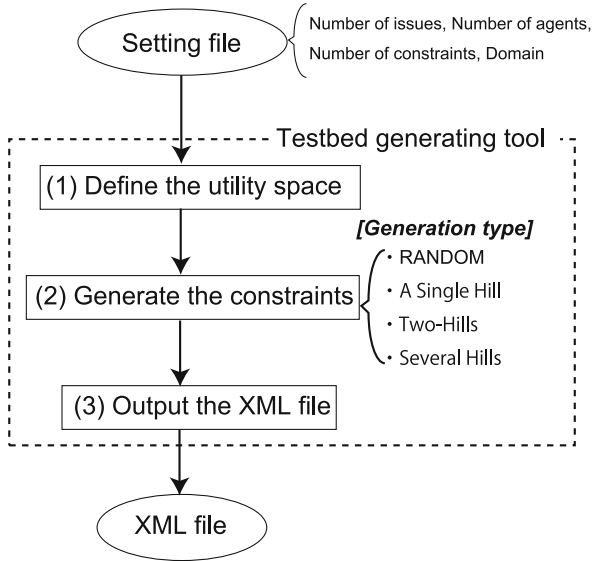 Setting file
Number of issues, Number of agents,
Number of constraints, Domain
Testbed generating tool
(1) Define the utility space
[Generation type]
(2) Generate the constraints
・RANDOM
・A Single Hill
・Two-Hills
・Several Hills
(3) Output the XML file
XML file